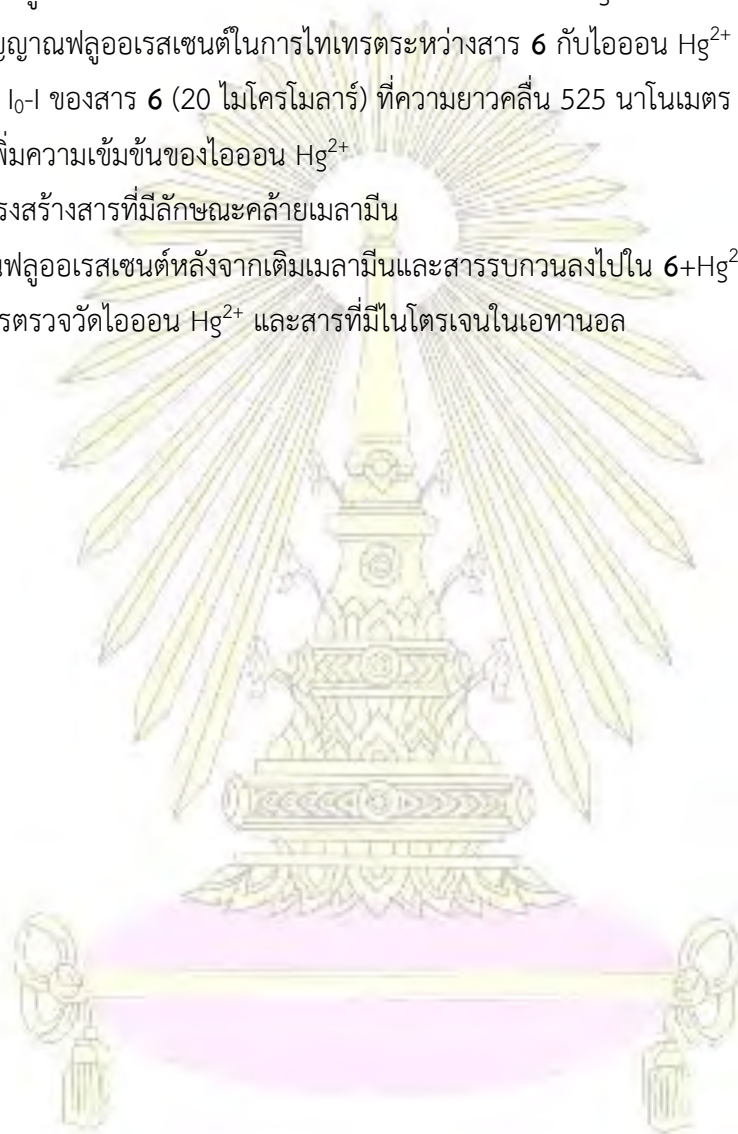 ญญาณฟลูออเรสเซนต์ในการไทเทรตระหว่างสาร 6 กับไอออน Hg²⁺
I₀-I ของสาร 6 (20 ไมโครโมลาร์) ที่ความยาวคลื่น 525 นาโนเมตร
พิ่มความเข้มข้นของไอออน Hg²⁺
รงสร้างสารที่มีลักษณะคล้ายเมลามีน
นฟลูออเรสเซนต์หลังจากเติมเมลามีนและสารรบกวนลงไปใน 6+Hg²
รตรวจวัดไอออน Hg²⁺ และสารที่มีไนโตรเจนในเอทานอล